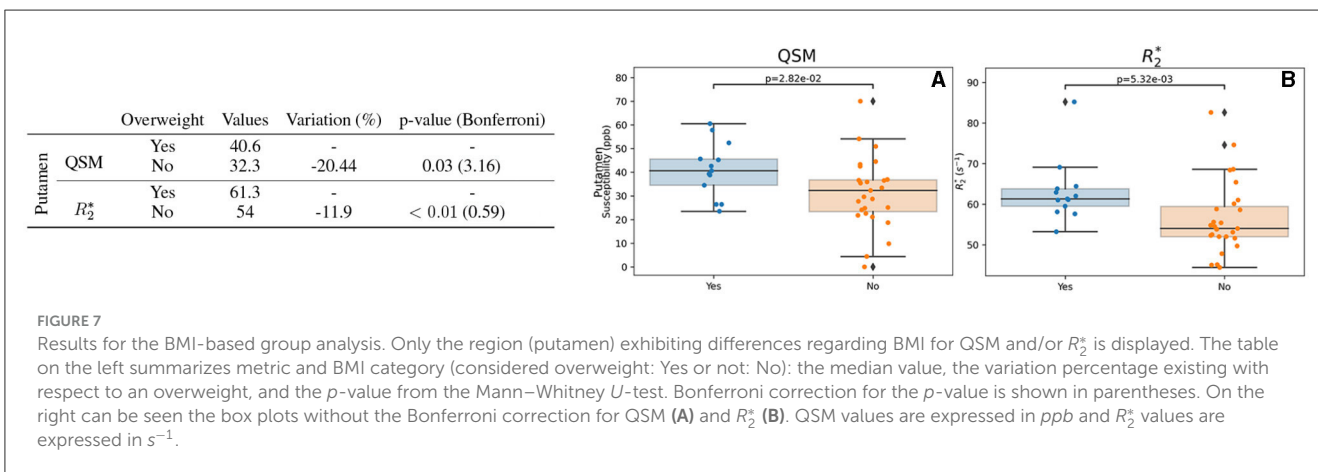 Overweight Values Variation (%) p-value (Bonferroni)
Putamen
QSM
Yes 40.6 - -
No 32.3 -20.44 0.03 (3.16)
R2*
Yes 61.3 - -
No 54 -11.9 < 0.01 (0.59)
QSM
A
p=2.82e-02
Putamen
Susceptibility (ppb)
80
70
60
50
40
30
20
10
0
Yes No
R2*
B
p=5.32e-03
R2* (s−1)
90
80
70
60
50
Yes No
FIGURE 7
Results for the BMI-based group analysis. Only the region (putamen) exhibiting differences regarding BMI for QSM and/or R2* is displayed. The table
on the left summarizes metric and BMI category (considered overweight: Yes or not: No): the median value, the variation percentage existing with
respect to an overweight, and the p-value from the Mann–Whitney U-test. Bonferroni correction for the p-value is shown in parentheses. On the
right can be seen the box plots without the Bonferroni correction for QSM (A) and R2* (B). QSM values are expressed in ppb and R2* values are
expressed in s−1.